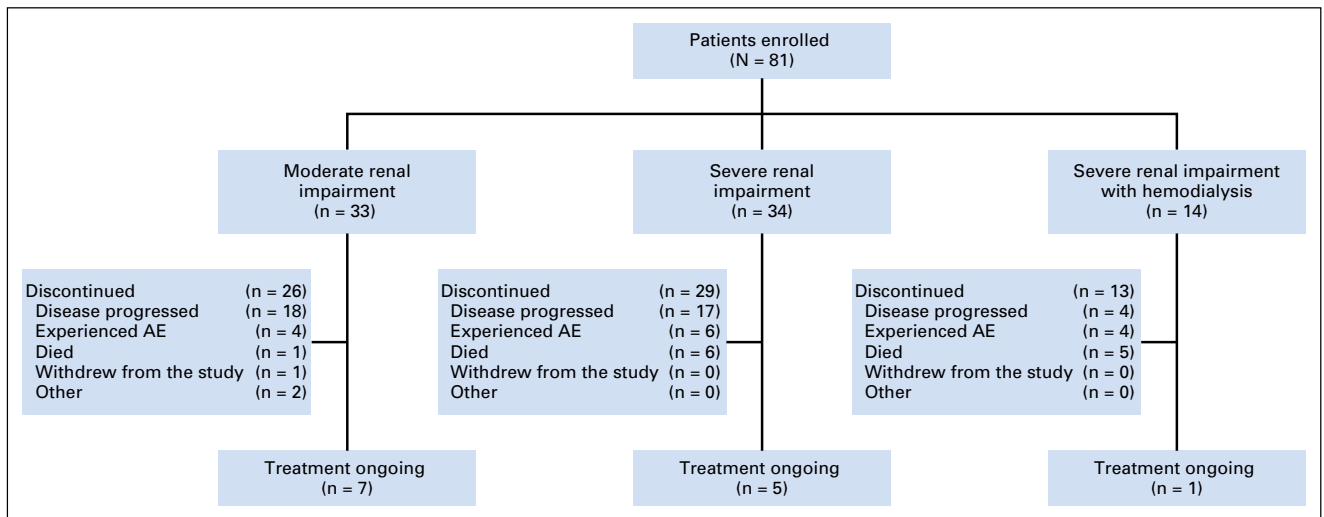 Patients enrolled
(N = 81)
Moderate renal
impairment
(n = 33)
Severe renal
impairment
(n = 34)
Severe renal impairment
with hemodialysis
(n = 14)
Discontinued (n = 26)
Disease progressed (n = 18)
Experienced AE (n = 4)
Died (n = 1)
Withdrew from the study (n = 1)
Other (n = 2)
Discontinued (n = 29)
Disease progressed (n = 17)
Experienced AE (n = 6)
Died (n = 6)
Withdrew from the study (n = 0)
Other (n = 0)
Discontinued (n = 13)
Disease progressed (n = 4)
Experienced AE (n = 4)
Died (n = 5)
Withdrew from the study (n = 0)
Other (n = 0)
Treatment ongoing
(n = 7)
Treatment ongoing
(n = 5)
Treatment ongoing
(n = 1)